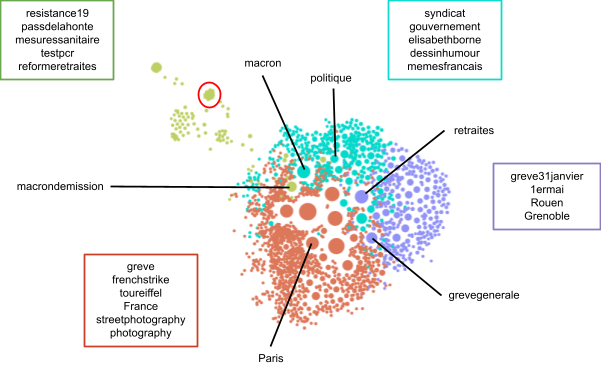 resistance19
passdelahonte
mesuressanitaire
testpcr
reformeretraites
syndicat
gouvernement
elisabethborne
dessinhumour
memesfrancais
macron
politique
retraites
macrondemission
greve31janvier
1ermai
Rouen
Grenoble
greve
frenchstrike
toureiffel
France
streetphotography
photography
grevegenerale
Paris